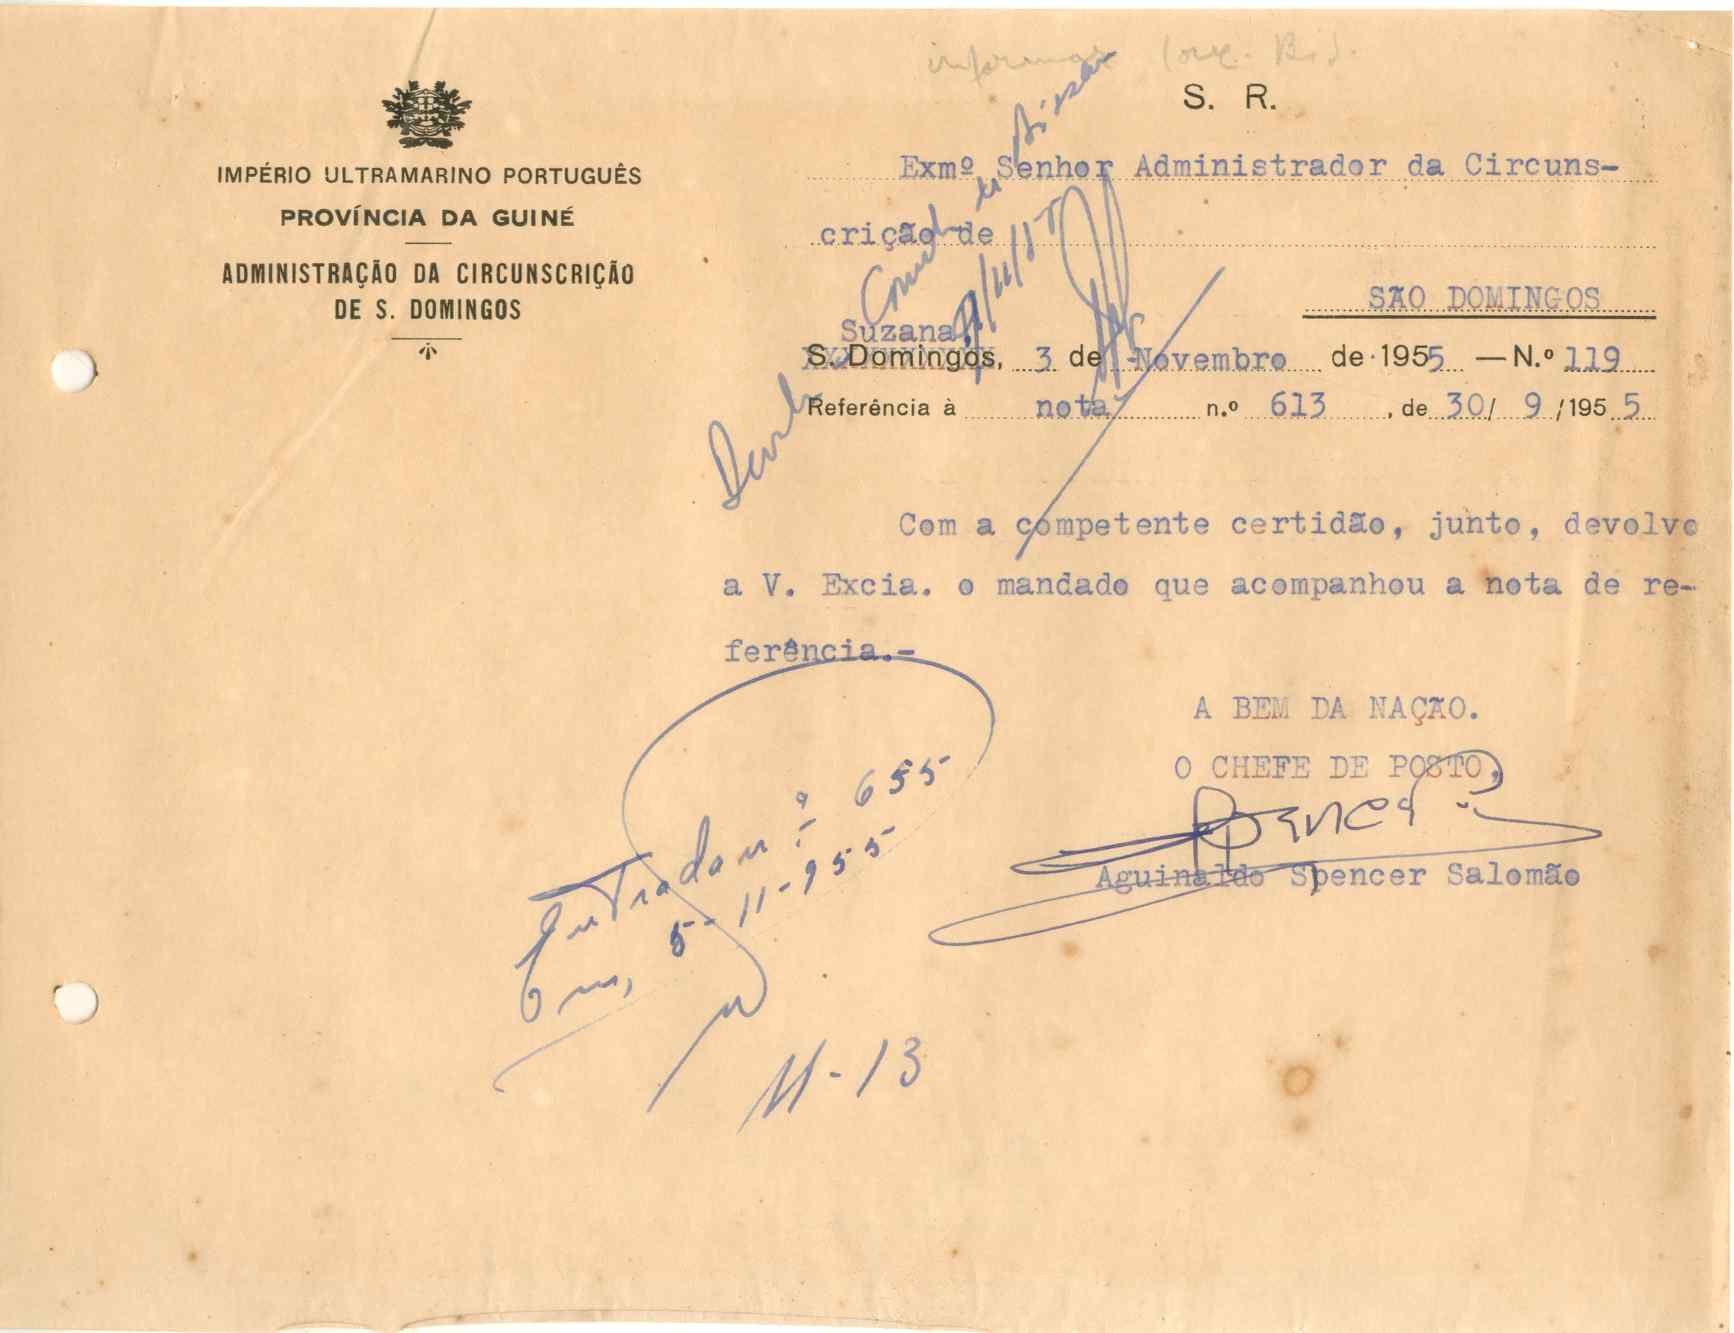 S. R.
IMPÉRIO ULTRAMARINO PORTUGUÊS
PROVÍNCIA DA GUINÉ
ADMINISTRAÇÃO DA CIRCUNSCRIÇÃO
DE S. DOMINGOS
Exmº Senhor Administrador da Circuns-
crição de
SÃO DOMINGOS
Suzana,
S. Domingos, 3 de -Novembro de 1955 — N.º 119
Referência à nota n.º 613 , de 30/ 9 /1955
Com a competente certidão, junto, devolvo
a V. Excia. o mandado que acompanhou a nota de re-
ferência.-
A BEM DA NAÇÃO.
O CHEFE DE POSTO,
Spencer
Aguinaldo Spencer Salomão
Entrada nº 655
Em, 5-11-955
11-13